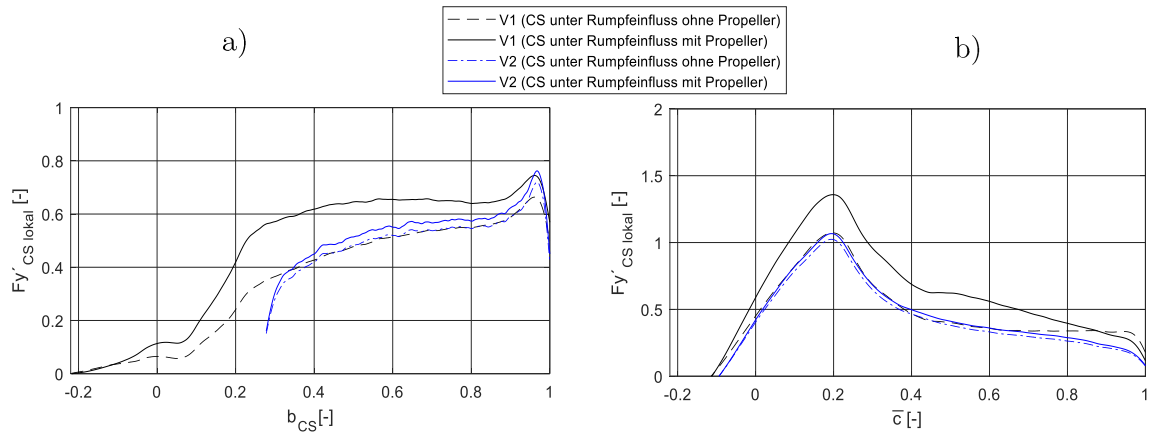 a)
V1 (CS unter Rumpfeinfluss ohne Propeller)
V1 (CS unter Rumpfeinfluss mit Propeller)
V2 (CS unter Rumpfeinfluss ohne Propeller)
V2 (CS unter Rumpfeinfluss mit Propeller)
b)
Fy´CS lokal [-]
1
0.8
0.6
0.4
0.2
0
-0.2 0 0.2 0.4 0.6 0.8 1
bCS[-]
Fy´CS lokal [-]
2
1.5
1
0.5
0
-0.2 0 0.2 0.4 0.6 0.8 1
c̅ [-]